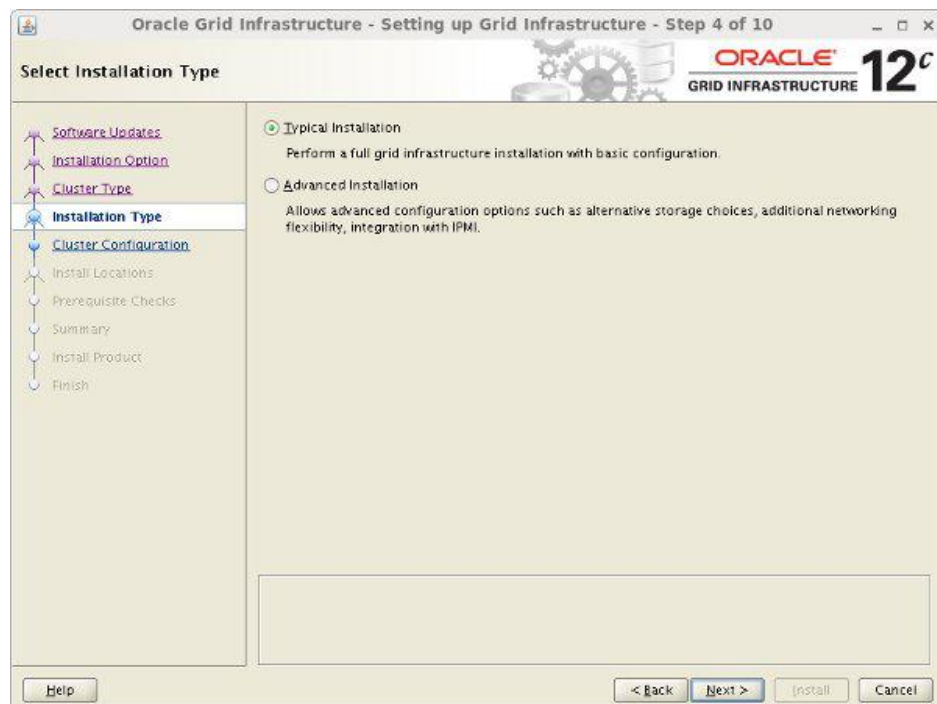 Oracle Grid Infrastructure - Setting up Grid Infrastructure - Step 4 of 10
Select Installation Type
ORACLE
GRID INFRASTRUCTURE
12c
Software Updates
Installation Option
Cluster Type
Installation Type
Cluster Configuration
Install Locations
Prerequisite Checks
Summary
Install Product
Finish
Typical Installation
Perform a full grid infrastructure installation with basic configuration.
Advanced Installation
Allows advanced configuration options such as alternative storage choices, additional networking
flexibility, integration with IPMI.
Help
< Back
Next >
Install
Cancel